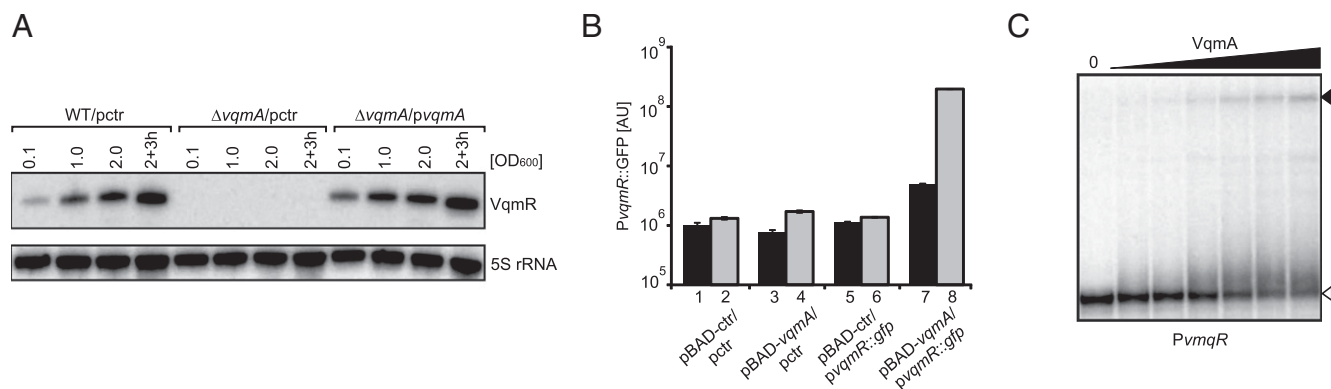 A
WT/pctr ΔvqmA/pctr ΔvqmA/pvqmA
0.1 1.0 2.0 2+3h 0.1 1.0 2.0 2+3h 0.1 1.0 2.0 2+3h [OD600]
VqmR
5S rRNA
B
PvqmR::GFP [AU]
10^9
10^8
10^7
10^6
10^5
1 2 3 4 5 6 7 8
pBAD-ctr/
pctr
pBAD-vqmA/
pctr
pBAD-ctr/
pvqmR::gfp
pBAD-vqmA/
pvqmR::gfp
C
VqmA
0
PvmqR